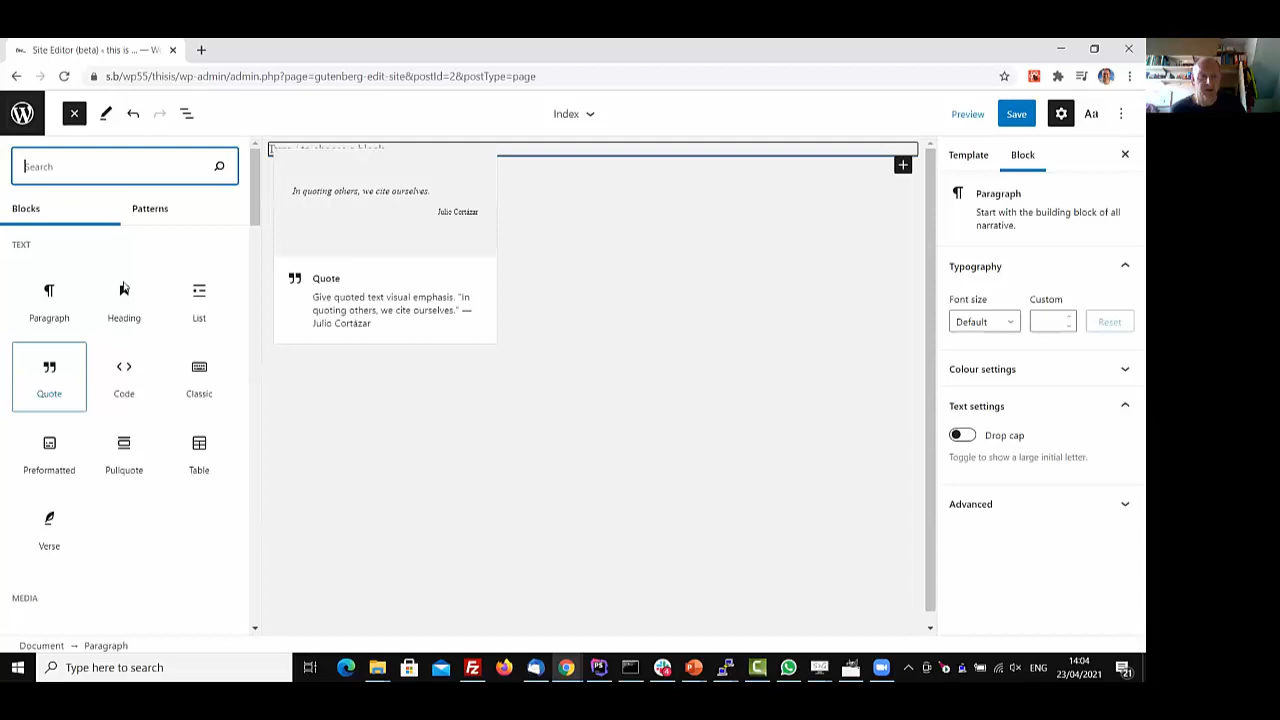 Site Editor (beta) ‹ this is ... — Wo
s.b/wp55/thisis/wp-admin/admin.php?page=gutenberg-edit-site&postId=2&postType=page
Index
Preview
Save
Aa
Search
Blocks
Patterns
TEXT
Paragraph
Heading
List
Quote
Code
Classic
Preformatted
Pullquote
Table
Verse
MEDIA
In quoting others, we cite ourselves.
Julio Cortázar
Quote
Give quoted text visual emphasis. "In
quoting others, we cite ourselves." —
Julio Cortázar
Template
Block
Paragraph
Start with the building block of all
narrative.
Typography
Font size
Custom
Default
Reset
Colour settings
Text settings
Drop cap
Toggle to show a large initial letter.
Advanced
Document → Paragraph
Type here to search
ENG
14:04
23/04/2021
21